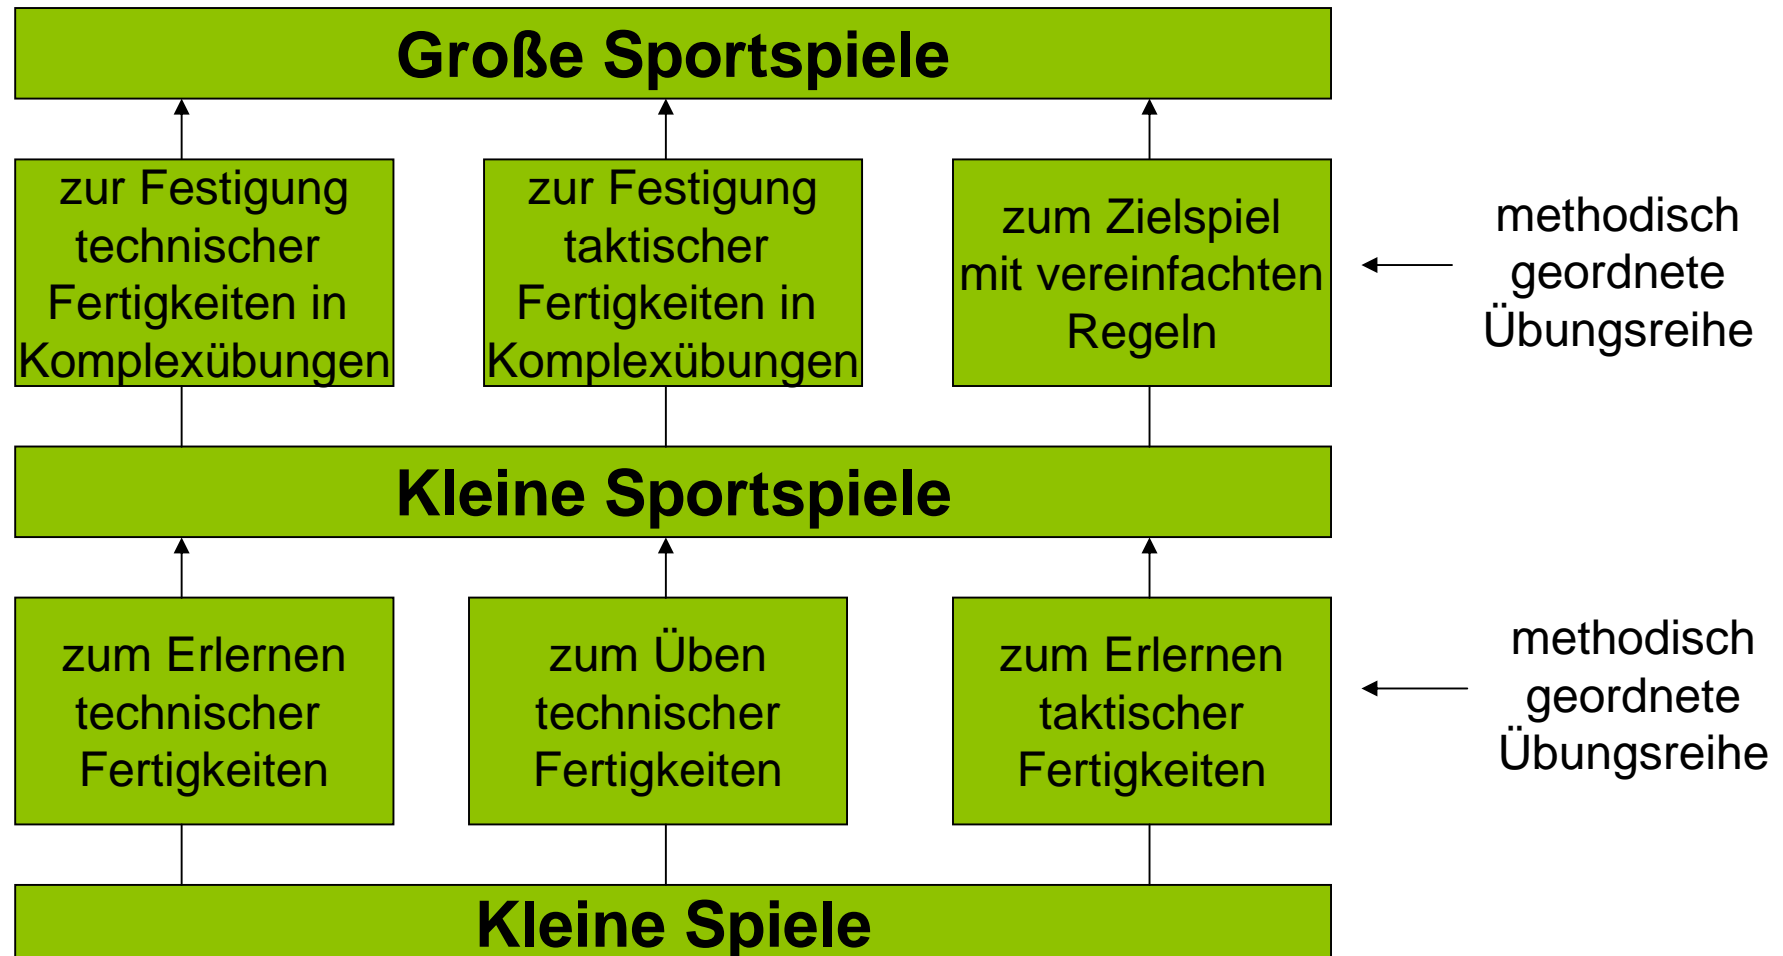 Große Sportspiele
zur Festigung
technischer
Fertigkeiten in
Komplexübungen
zur Festigung
taktischer
Fertigkeiten in
Komplexübungen
zum Zielspiel
mit vereinfachten
Regeln
methodisch
geordnete
Übungsreihe
Kleine Sportspiele
zum Erlernen
technischer
Fertigkeiten
zum Üben
technischer
Fertigkeiten
zum Erlernen
taktischer
Fertigkeiten
methodisch
geordnete
Übungsreihe
Kleine Spiele